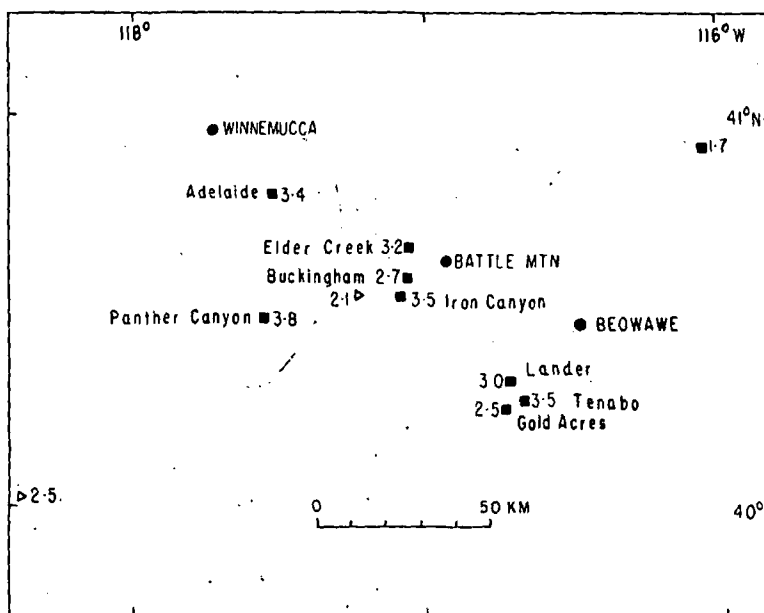 118° 116° W
WINNEMUCCA 41° N
1·7
Adelaide 3·4
Elder Creek 3·2
BATTLE MTN
Buckingham 2·7
2·1 3·5 Iron Canyon
Panther Canyon 3·8 BEOWAWE
Lander
3 0
3·5 Tenabo
2·5
Gold Acres
2·5
0 50 KM 40°